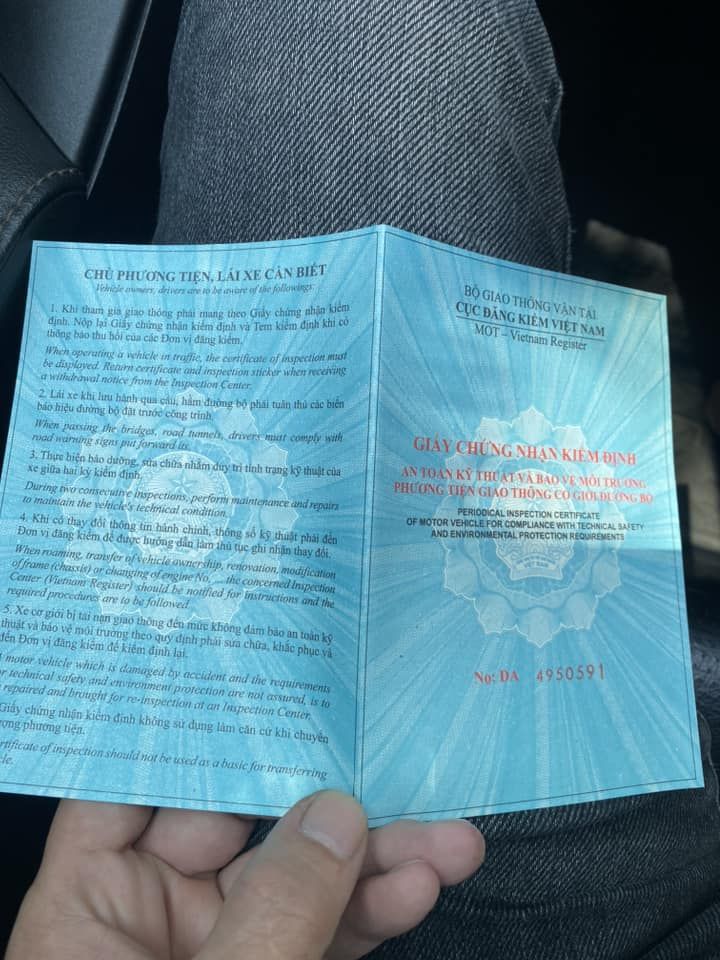 CHỦ PHƯƠNG TIỆN, LÁI XE CẦN BIẾT
Vehicle owners, drivers are to be aware of the followings:
1. Khi tham gia giao thông phải mang theo Giấy chứng nhận kiểm
định. Nộp lại Giấy chứng nhận kiểm định và Tem kiểm định khi có
thông báo thu hồi của các Đơn vị đăng kiểm.
When operating a vehicle in traffic, the certificate of inspection must
be displayed. Return certificate and inspection sticker when receiving
a withdrawal notice from the Inspection Center.
2. Lái xe khi lưu hành qua cầu, hầm đường bộ phải tuân thủ các biển
báo hiệu đường bộ đặt trước công trình.
When passing the bridges, road tunnels, drivers must comply with
road warning signs put forward its.
3. Thực hiện bảo dưỡng, sửa chữa nhằm duy trì tình trạng kỹ thuật của
xe giữa hai kỳ kiểm định.
During two consecutive inspections, perform maintenance and repairs
to maintain the vehicle's technical condition.
4. Khi có thay đổi thông tin hành chính, thông số kỹ thuật phải đến
Đơn vị đăng kiểm để được hướng dẫn làm thủ tục ghi nhận thay đổi.
When roaming, transfer of vehicle ownership, renovation, modification
of frame (chassis) or changing of engine No, ... the concerned Inspection
Center (Vietnam Register) should be notified for instructions and the
required procedures are to be followed.
5. Xe cơ giới bị tai nạn giao thông đến mức không đảm bảo an toàn kỹ
thuật và bảo vệ môi trường theo quy định phải sửa chữa, khắc phục và
đến Đơn vị đăng kiểm để kiểm định lại.
motor vehicle which is damaged by accident and the requirements
technical safety and environment protection are not assured, is to
repaired and brought for re-inspection at an Inspection Center.
Giấy chứng nhận kiểm định không sử dụng làm căn cứ khi chuyển
phương tiện.
of inspection should not be used as a basic for transferring
BỘ GIAO THÔNG VẬN TẢI
CỤC ĐĂNG KIỂM VIỆT NAM
MOT – Vietnam Register
GIẤY CHỨNG NHẬN KIỂM ĐỊNH
AN TOÀN KỸ THUẬT VÀ BẢO VỆ MÔI TRƯỜNG
PHƯƠNG TIỆN GIAO THÔNG CƠ GIỚI ĐƯỜNG BỘ
PERIODICAL INSPECTION CERTIFICATE
OF MOTOR VEHICLE FOR COMPLIANCE WITH TECHNICAL SAFETY
AND ENVIRONMENTAL PROTECTION REQUIREMENTS
VIỆT NAM
No: DA 4950591